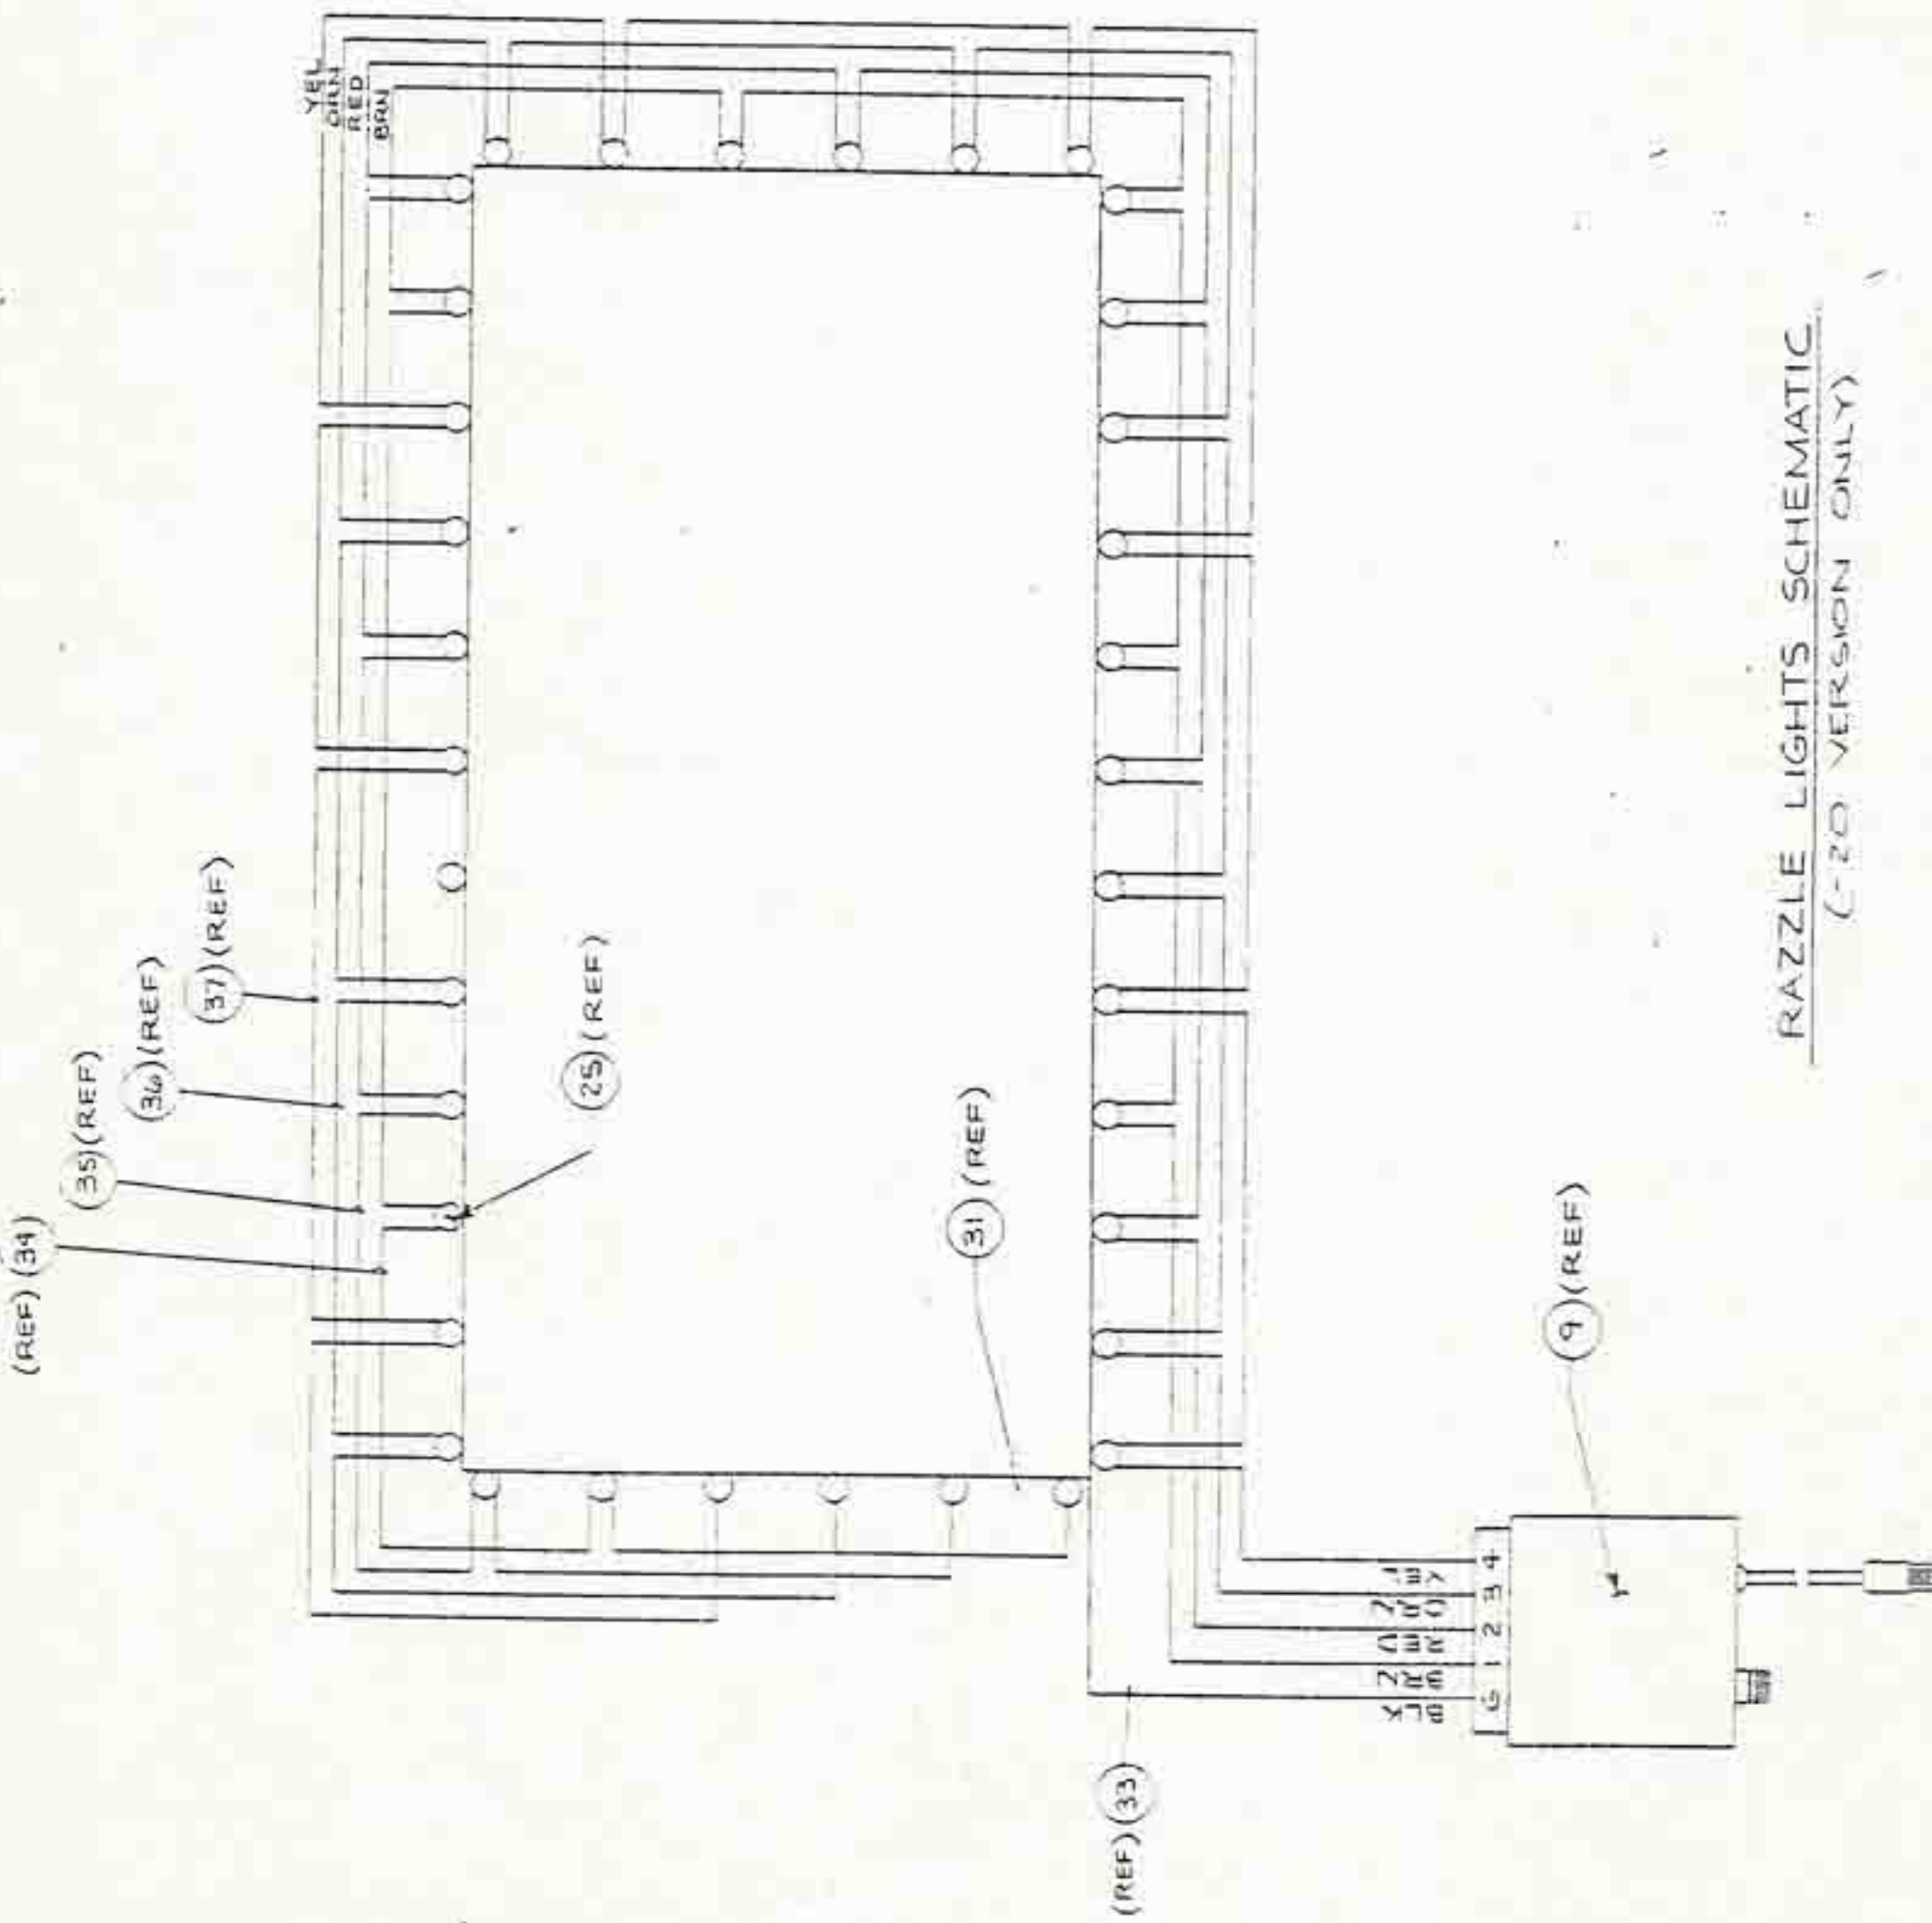 (REF) (34)
(35) (REF)
(36) (REF)
(37) (REF)
YEL
ORN
RED
BRN
(25) (REF)
(31) (REF)
(REF) (33)
BLK
BRN
RED
ORN
YEL
G 1 2 3 4
(9) (REF)
RAZZLE LIGHTS SCHEMATIC
(-20 VERSION ONLY)